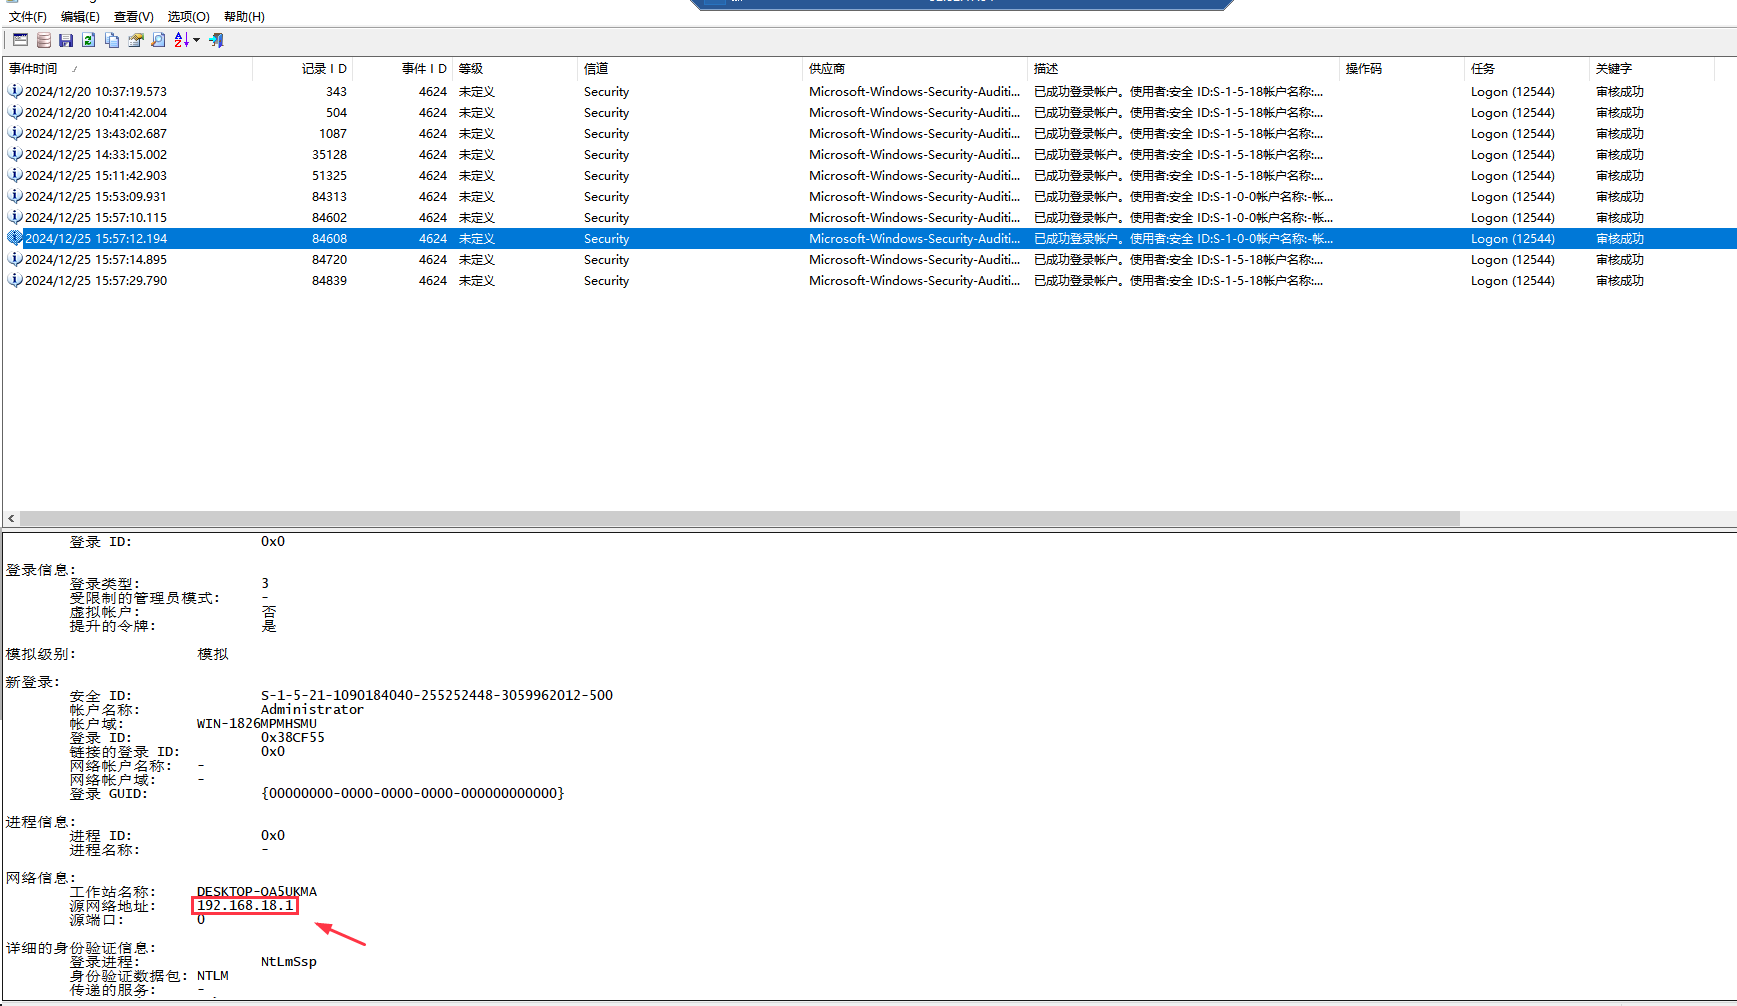 文件(F) 编辑(E) 查看(V) 选项(O) 帮助(H)
事件时间 记录 I D 事件 I D 等级 信道 供应商 描述 操作码 任务 关键字
2024/12/20 10:37:19.573 343 4624 未定义 Security Microsoft-Windows-Security-Auditi... 已成功登录帐户。使用者:安全 ID:S-1-5-18帐户名称:... Logon (12544) 审核成功
2024/12/20 10:41:42.004 504 4624 未定义 Security Microsoft-Windows-Security-Auditi... 已成功登录帐户。使用者:安全 ID:S-1-5-18帐户名称:... Logon (12544) 审核成功
2024/12/25 13:43:02.687 1087 4624 未定义 Security Microsoft-Windows-Security-Auditi... 已成功登录帐户。使用者:安全 ID:S-1-5-18帐户名称:... Logon (12544) 审核成功
2024/12/25 14:33:15.002 35128 4624 未定义 Security Microsoft-Windows-Security-Auditi... 已成功登录帐户。使用者:安全 ID:S-1-5-18帐户名称:... Logon (12544) 审核成功
2024/12/25 15:11:42.903 51325 4624 未定义 Security Microsoft-Windows-Security-Auditi... 已成功登录帐户。使用者:安全 ID:S-1-5-18帐户名称:... Logon (12544) 审核成功
2024/12/25 15:53:09.931 84313 4624 未定义 Security Microsoft-Windows-Security-Auditi... 已成功登录帐户。使用者:安全 ID:S-1-0-0帐户名称:-帐... Logon (12544) 审核成功
2024/12/25 15:57:10.115 84602 4624 未定义 Security Microsoft-Windows-Security-Auditi... 已成功登录帐户。使用者:安全 ID:S-1-0-0帐户名称:-帐... Logon (12544) 审核成功
2024/12/25 15:57:12.194 84608 4624 未定义 Security Microsoft-Windows-Security-Auditi... 已成功登录帐户。使用者:安全 ID:S-1-0-0帐户名称:-帐... Logon (12544) 审核成功
2024/12/25 15:57:14.895 84720 4624 未定义 Security Microsoft-Windows-Security-Auditi... 已成功登录帐户。使用者:安全 ID:S-1-5-18帐户名称:... Logon (12544) 审核成功
2024/12/25 15:57:29.790 84839 4624 未定义 Security Microsoft-Windows-Security-Auditi... 已成功登录帐户。使用者:安全 ID:S-1-5-18帐户名称:... Logon (12544) 审核成功
登录 ID: 0x0
登录信息:
登录类型: 3
受限制的管理员模式: -
虚拟帐户: 否
提升的令牌: 是
模拟级别: 模拟
新登录:
安全 ID: S-1-5-21-1090184040-255252448-3059962012-500
帐户名称: Administrator
帐户域: WIN-1826MPMHSMU
登录 ID: 0x38CF55
链接的登录 ID: 0x0
网络帐户名称: -
网络帐户域: -
登录 GUID: {00000000-0000-0000-0000-000000000000}
进程信息:
进程 ID: 0x0
进程名称: -
网络信息:
工作站名称: DESKTOP-OA5UKMA
源网络地址: 192.168.18.1
源端口: 0
详细的身份验证信息:
登录进程: NtLmSsp
身份验证数据包: NTLM
传递的服务: -